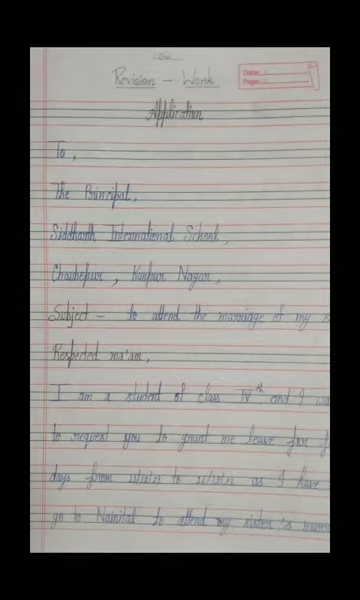 Revision - Work
Date:
Page:
Application
To,
The Principal,
Siddharth International School,
Kanpur Nagar,
Subject - to attend the marriage of my
Respected ma'am,
I am a student of class IVth and I
to request you to grant me leave for
days from to as I have
go to Nainital to attend my sister's